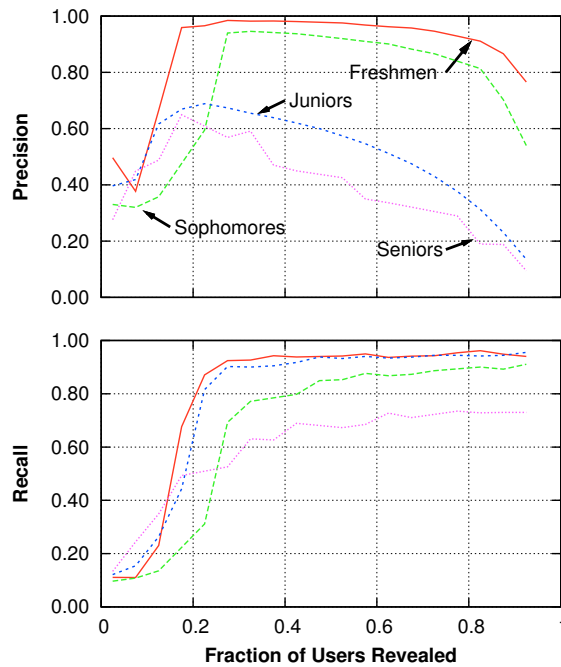 1.00
0.80
0.60
0.40
0.20
0.00
Precision
Freshmen
Juniors
Sophomores
Seniors
1.00
0.80
0.60
0.40
0.20
0.00
Recall
0 0.2 0.4 0.6 0.8 1
Fraction of Users Revealed